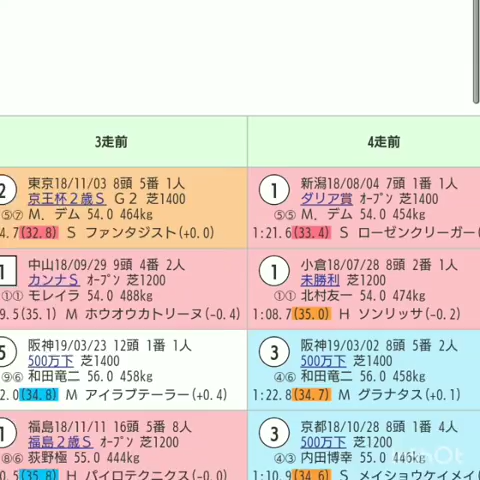 3走前 4走前
2 東京18/11/03 8頭 5番 1人
京王杯2歳S G2 芝1400
⑤⑦ M. デム 54.0 464kg
4.7(32.8) S ファンタジスト(+0.0)
1 新潟18/08/04 7頭 1番 1人
ダリア賞 オープン 芝1400
⑤⑤ M. デム 54.0 454kg
1:21.6(33.4) S ローゼンクリーガー(
1 中山18/09/29 9頭 4番 2人
カンナS オープン 芝1200
①① モレイラ 54.0 488kg
9.5(35.1) M ホウオウカトリーヌ(-0.4)
1 小倉18/07/28 8頭 2番 1人
未勝利 芝1200
①① 北村友一 54.0 474kg
1:08.7(35.0) H ソンリッサ(-0.2)
5 阪神19/03/23 12頭 1番 1人
500万下 芝1400
⑨⑥ 和田竜二 56.0 458kg
2.0(34.8) M アイラブテーラー(+0.4)
3 阪神19/03/02 8頭 5番 2人
500万下 芝1400
④⑥ 和田竜二 56.0 460kg
1:22.8(34.7) M グラナタス(+0.1)
1 福島18/11/11 16頭 5番 8人
福島2歳S オープン 芝1200
⑧⑥ 荻野極 55.0 444kg
0.5(35.8) H パイロテクニクス(-0.0)
3 京都18/10/28 8頭 1番 4人
500万下 芝1200
④③ 内田博幸 55.0 446kg
1:10.9(34.6) S メイショウケイメイ(